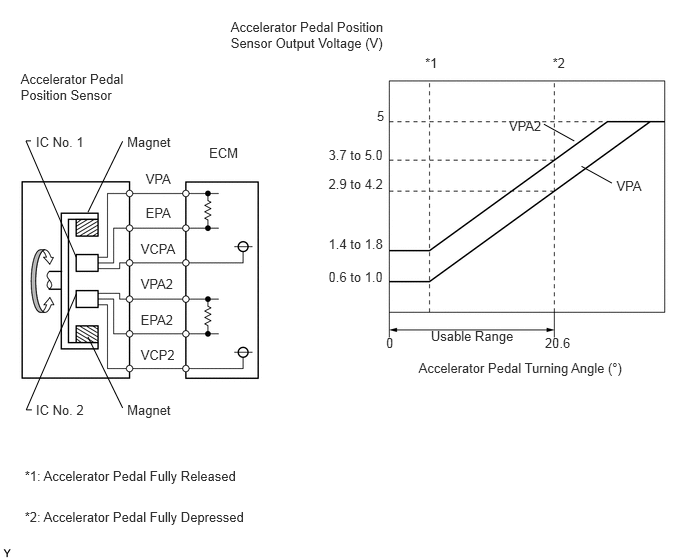 Accelerator Pedal Position
Sensor Output Voltage (V)
*1
*2
Accelerator Pedal
Position Sensor
IC No. 1
Magnet
ECM
VPA
EPA
VCPA
VPA2
EPA2
VCP2
IC No. 2
Magnet
5
3.7 to 5.0
2.9 to 4.2
1.4 to 1.8
0.6 to 1.0
VPA2
VPA
Usable Range
0
20.6
Accelerator Pedal Turning Angle (°)
*1: Accelerator Pedal Fully Released
*2: Accelerator Pedal Fully Depressed
Y